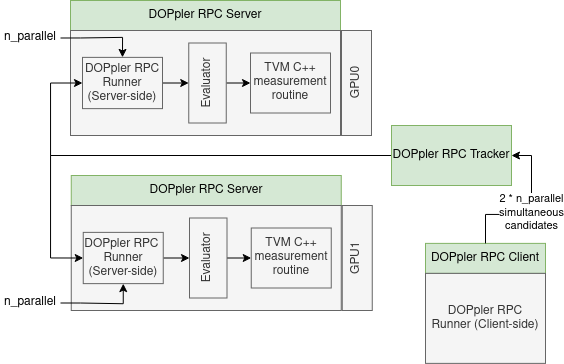 DOPpler RPC Server
n_parallel
DOPpler RPC
Runner
(Server-side)
Evaluator
TVM C++
measurement
routine
GPU0
DOPpler RPC Tracker
DOPpler RPC Server
DOPpler RPC
Runner
(Server-side)
Evaluator
TVM C++
measurement
routine
GPU1
n_parallel
2 * n_parallel
simultaneous
candidates
DOPpler RPC Client
DOPpler RPC
Runner (Client-side)